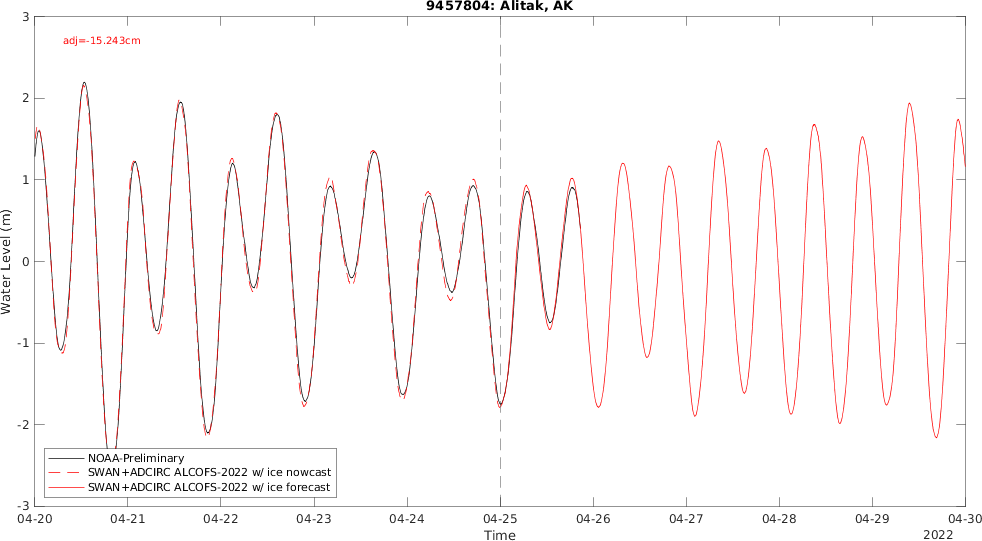 9457804: Alitak, AK
adj=-15.243cm
3
2
1
0
-1
-2
-3
Water Level (m)
NOAA-Preliminary
SWAN+ADCIRC ALCOFS-2022 w/ ice nowcast
SWAN+ADCIRC ALCOFS-2022 w/ ice forecast
04-20 04-21 04-22 04-23 04-24 04-25 04-26 04-27 04-28 04-29 04-30
Time
2022